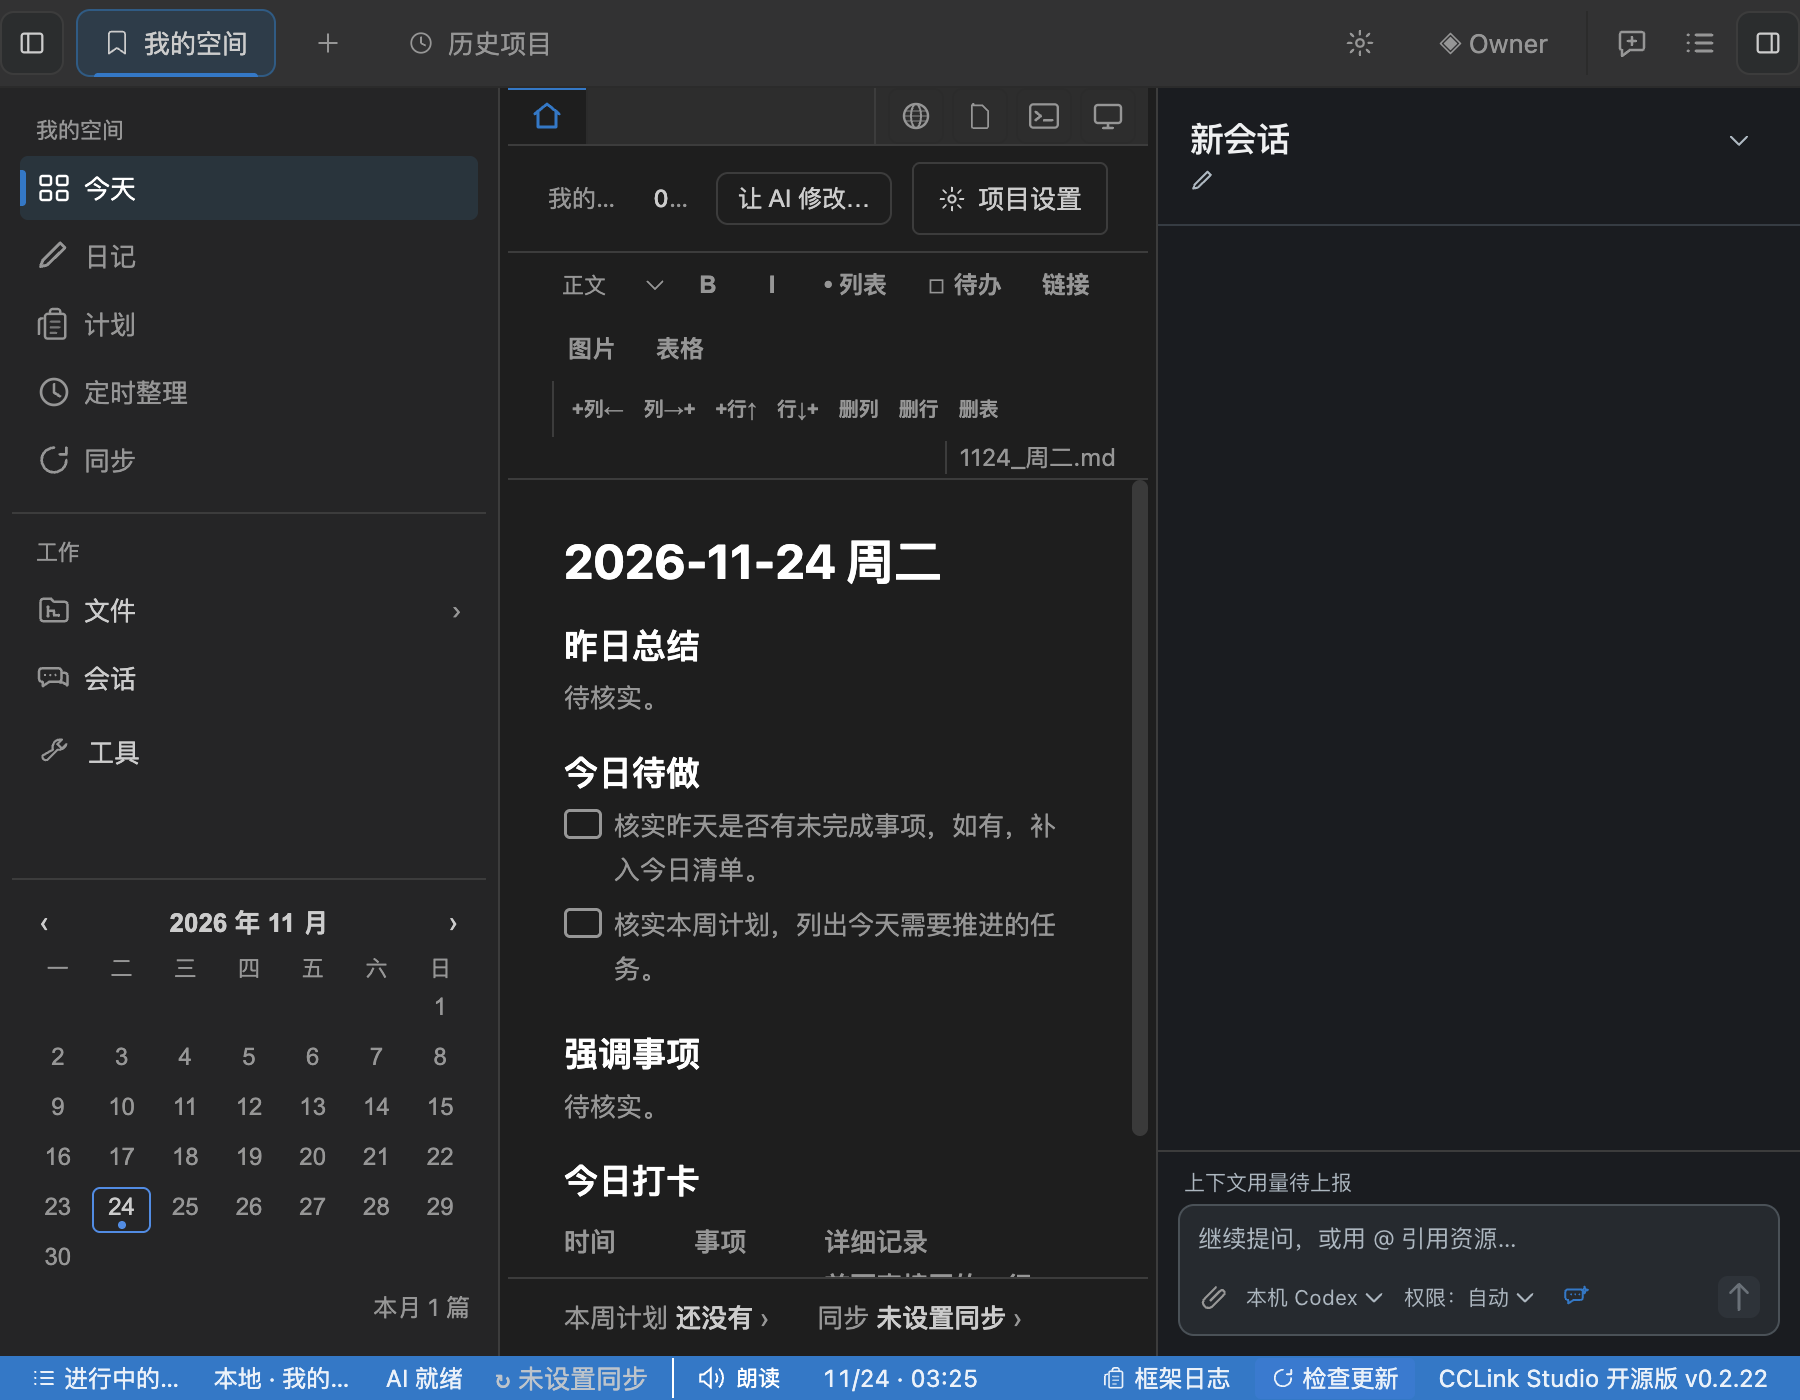 我的空间
历史项目
Owner
我的空间
今天
日记
计划
定时整理
同步
工作
文件
会话
工具
2026 年 11 月
一 二 三 四 五 六 日
1
2 3 4 5 6 7 8
9 10 11 12 13 14 15
16 17 18 19 20 21 22
23 24 25 26 27 28 29
30
本月 1 篇
我的... 0... 让 AI 修改... 项目设置
正文 B I • 列表 □ 待办 链接
图片 表格
+列← 列→+ +行↑ 行↓+ 删列 删行 删表
1124_周二.md
2026-11-24 周二
昨日总结
待核实。
今日待做
核实昨天是否有未完成事项，如有，补
入今日清单。
核实本周计划，列出今天需要推进的任
务。
强调事项
待核实。
今日打卡
时间 事项 详细记录
本周计划 还没有 › 同步 未设置同步 ›
新会话
上下文用量待上报
继续提问，或用 @ 引用资源...
本机 Codex 权限：自动
进行中的... 本地 · 我的... AI 就绪 ↻ 未设置同步 朗读 11/24 · 03:25 框架日志 检查更新 CCLink Studio 开源版 v0.2.22